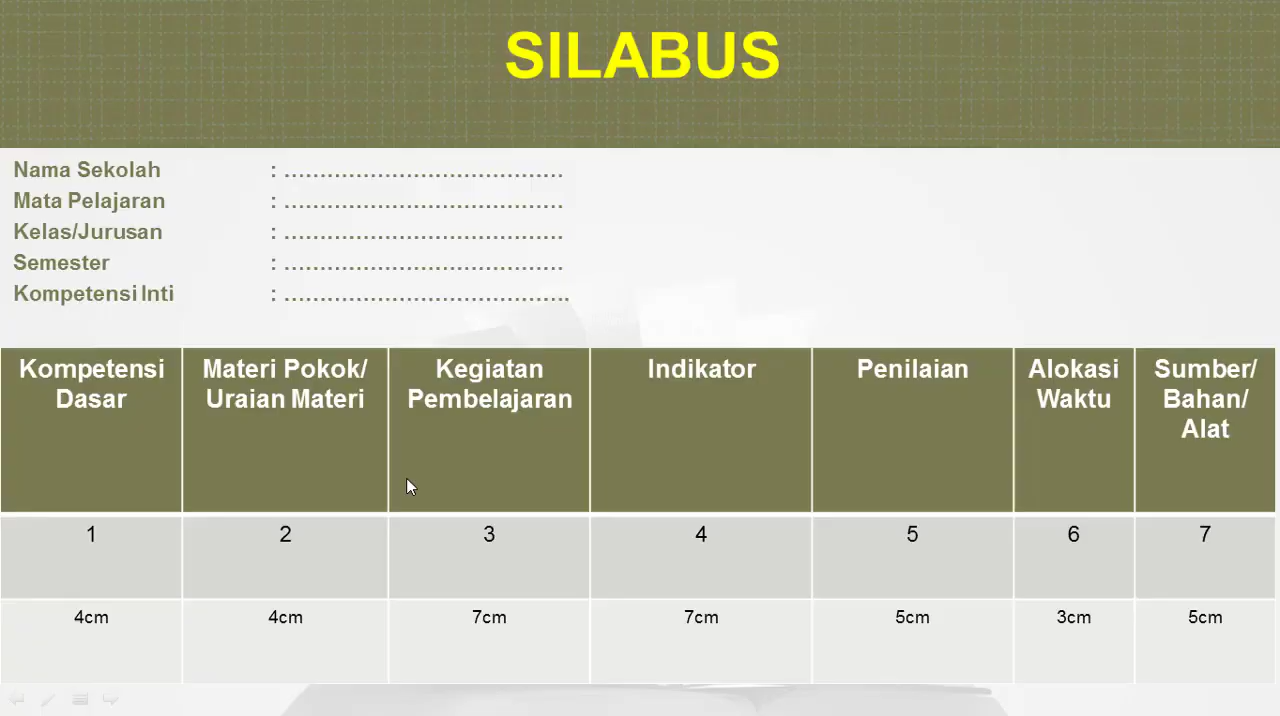 SILABUS
Nama Sekolah : …………………………………
Mata Pelajaran : …………………………………
Kelas/Jurusan : …………………………………
Semester : …………………………………
Kompetensi Inti : ………………………………….
Kompetensi Dasar
Materi Pokok/ Uraian Materi
Kegiatan Pembelajaran
Indikator
Penilaian
Alokasi Waktu
Sumber/ Bahan/ Alat
1 2 3 4 5 6 7
4cm 4cm 7cm 7cm 5cm 3cm 5cm